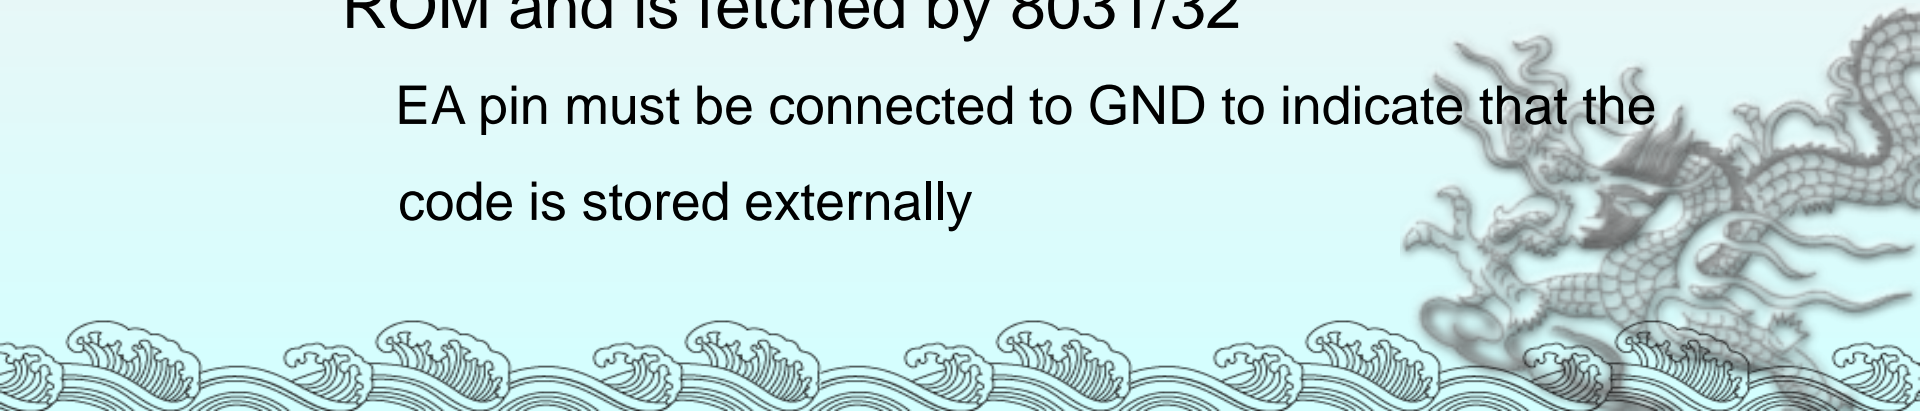 ROM and is fetched by 8031/32
EA pin must be connected to GND to indicate that the
code is stored externally